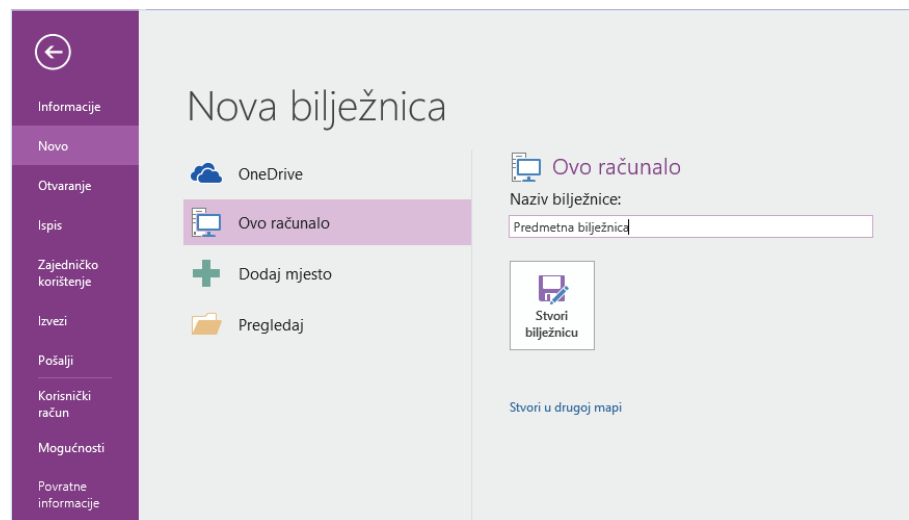 Informacije
Novo
Otvaranje
Ispis
Zajedničko
korištenje
Izvezi
Pošalji
Korisnički
račun
Mogućnosti
Povratne
informacije
Nova bilježnica
OneDrive
Ovo računalo
Dodaj mjesto
Pregledaj
Ovo računalo
Naziv bilježnice:
Predmetna bilježnica
Stvori
bilježnicu
Stvori u drugoj mapi